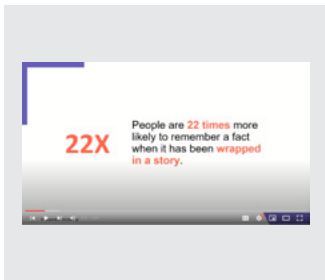 22X
People are 22 times more
likely to remember a fact
when it has been wrapped
in a story.